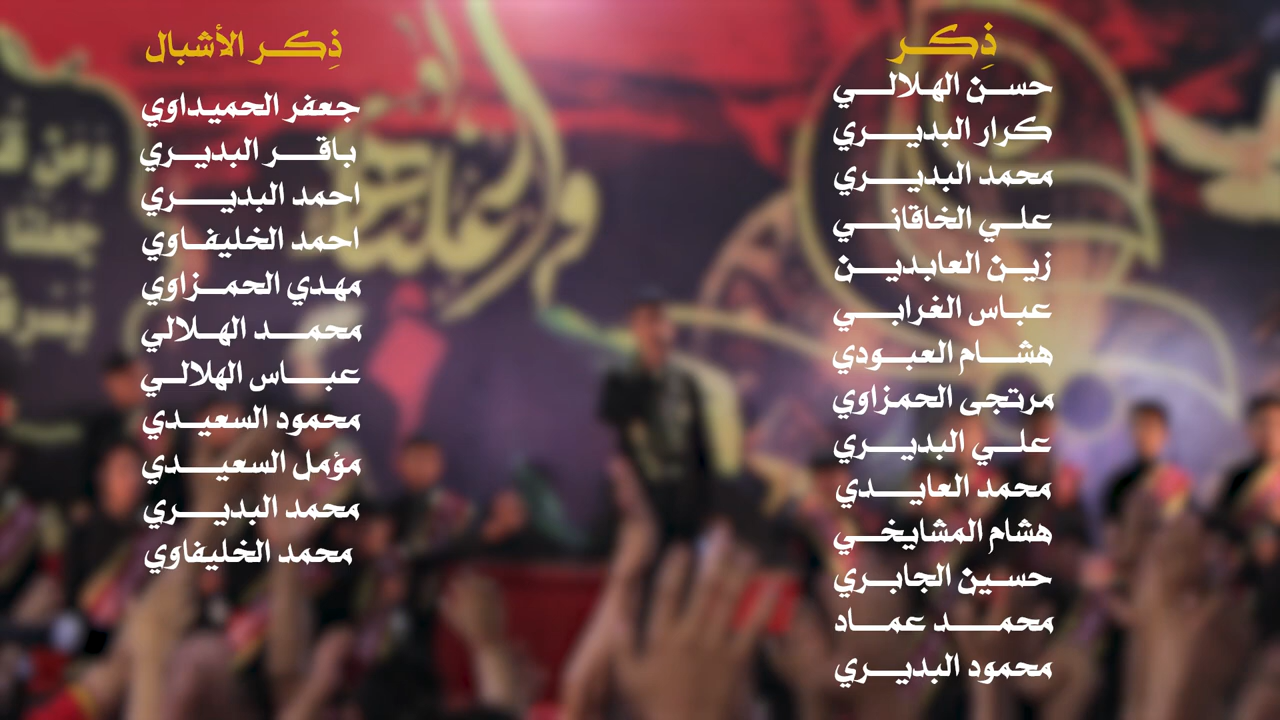 ذِكر
حسن الهلالي
كرار البديري
محمد البديري
علي الخاقاني
زين العابدين
عباس الغرابي
هشام العبودي
مرتجى الحمزاوي
علي البديري
محمد العايدي
هشام المشايخي
حسين الجابري
محمد عماد
محمود البديري
ذِكر الأشبال
جعفر الحميداوي
باقر البديري
احمد البديري
احمد الخليفاوي
مهدي الحمزاوي
محمد الهلالي
عباس الهلالي
محمود السعيدي
مؤمل السعيدي
محمد البديري
محمد الخليفاوي